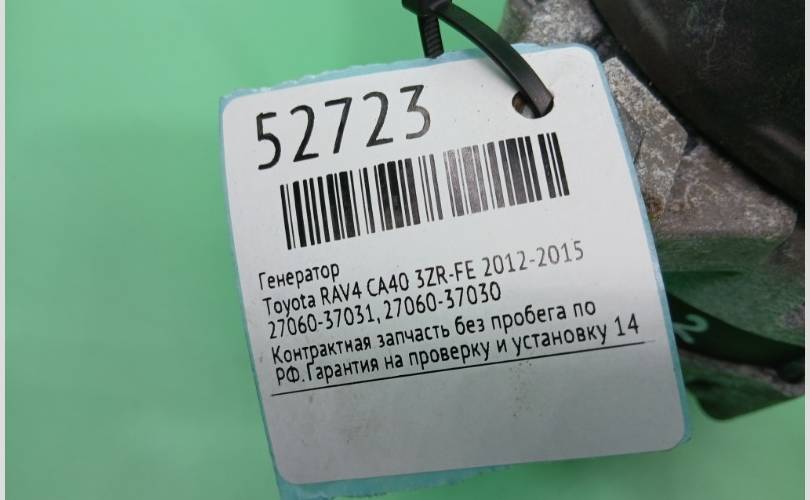 52723
Генератор
Toyota RAV4 CA40 3ZR-FE 2012-2015
27060-37031, 27060-37030
Контрактная запчасть без пробега по
РФ.Гарантия на проверку и установку 14
2